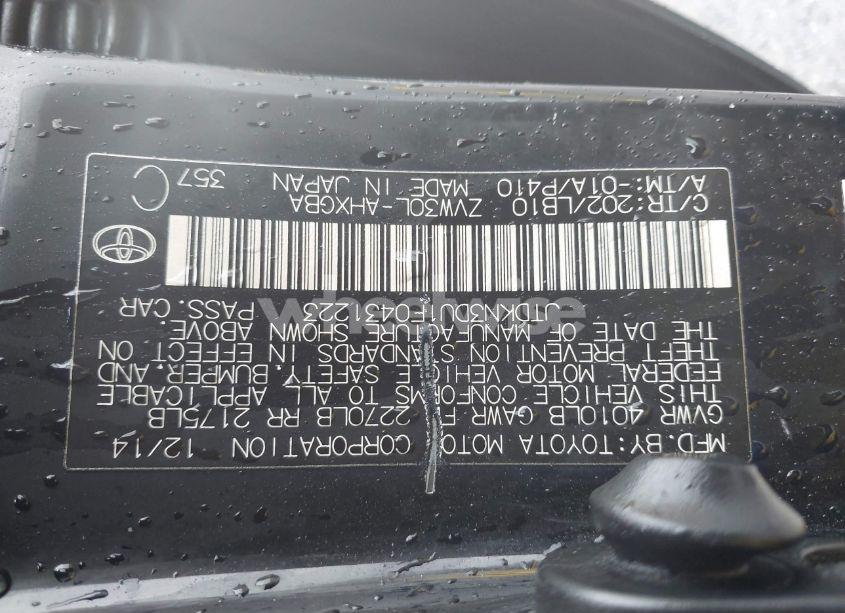 MFD. BY: TOYOTA MOTOR CORPORATION 12/14
GVWR 4010LB GAWR FR 2270LB RR 2175LB
THIS VEHICLE CONFORMS TO ALL APPLICABLE
FEDERAL MOTOR VEHICLE SAFETY, BUMPER, AND
THEFT PREVENTION STANDARDS IN EFFECT ON
THE DATE OF MANUFACTURE SHOWN ABOVE.
JTDKN3DU1E0431223 PASS. CAR
C/TR: 202/LB10 ZVW30L-AHXGBA
A/TM: -01A/P410 MADE IN JAPAN 357 C
wheelwise